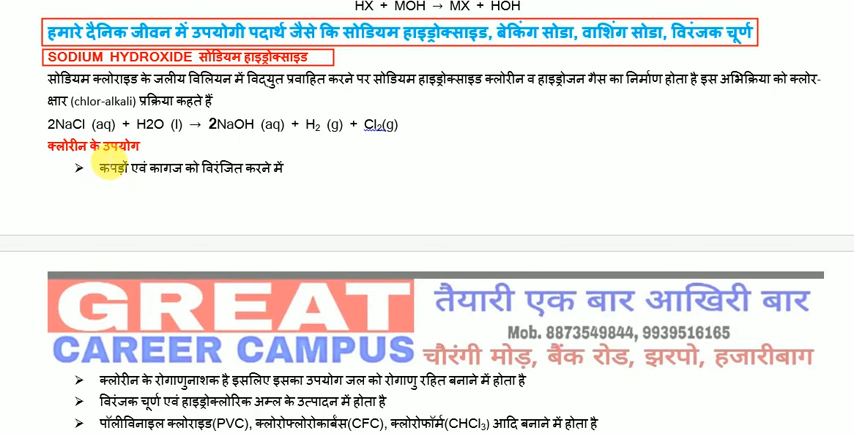 HX + MOH → MX + HOH
हमारे दैनिक जीवन में उपयोगी पदार्थ जैसे कि सोडियम हाइड्रोक्साइड, बेकिंग सोडा, वाशिंग सोडा, विरंजक चूर्ण
SODIUM HYDROXIDE सोडियम हाइड्रोक्साइड
सोडियम क्लोराइड के जलीय विलियन में विद्युत प्रवाहित करने पर सोडियम हाइड्रोक्साइड क्लोरीन व हाइड्रोजन गैस का निर्माण होता है इस अभिक्रिया को क्लोर-
क्षार (chlor-alkali) प्रक्रिया कहते हैं
2NaCl (aq) + H2O (l) → 2NaOH (aq) + H₂ (g) + Cl₂(g)
क्लोरीन के उपयोग
➤ कपड़ों एवं कागज को विरंजित करने में
GREAT
CAREER CAMPUS
तैयारी एक बार आखिरी बार
Mob. 8873549844, 9939516165
चौरंगी मोड़, बैंक रोड, झरपो, हजारीबाग
➤ क्लोरीन के रोगाणुनाशक है इसलिए इसका उपयोग जल को रोगाणु रहित बनाने में होता है
➤ विरंजक चूर्ण एवं हाइड्रोक्लोरिक अम्ल के उत्पादन में होता है
➤ पॉलीविनाइल क्लोराइड(PVC), क्लोरोफ्लोरोकार्बंस(CFC), क्लोरोफॉर्म(CHCl₃) आदि बनाने में होता है